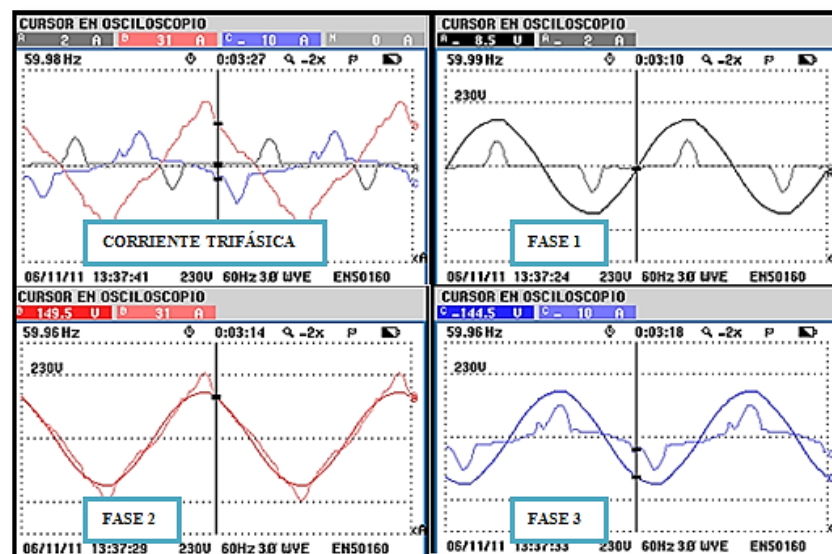 CURSOR EN OSCILOSCOPIO
A 2 A B 31 A C - 10 A N 0 A
59.98 Hz 0:03:27 -2x P
CORRIENTE TRIFÁSICA
06/11/11 13:37:41 230V 60Hz 3Ø WYE EN50160
CURSOR EN OSCILOSCOPIO
A - 8.5 V A - 2 A
59.99 Hz 0:03:10 -2x P
230V
FASE 1
06/11/11 13:37:24 230V 60Hz 3Ø WYE EN50160
CURSOR EN OSCILOSCOPIO
B 149.5 V B 31 A
59.96 Hz 0:03:14 -2x P
230V
FASE 2
06/11/11 13:37:29 230V 60Hz 3Ø WYE EN50160
CURSOR EN OSCILOSCOPIO
C -144.5 V C - 10 A
59.96 Hz 0:03:18 -2x P
230V
FASE 3
06/11/11 13:37:33 230V 60Hz 3Ø WYE EN50160